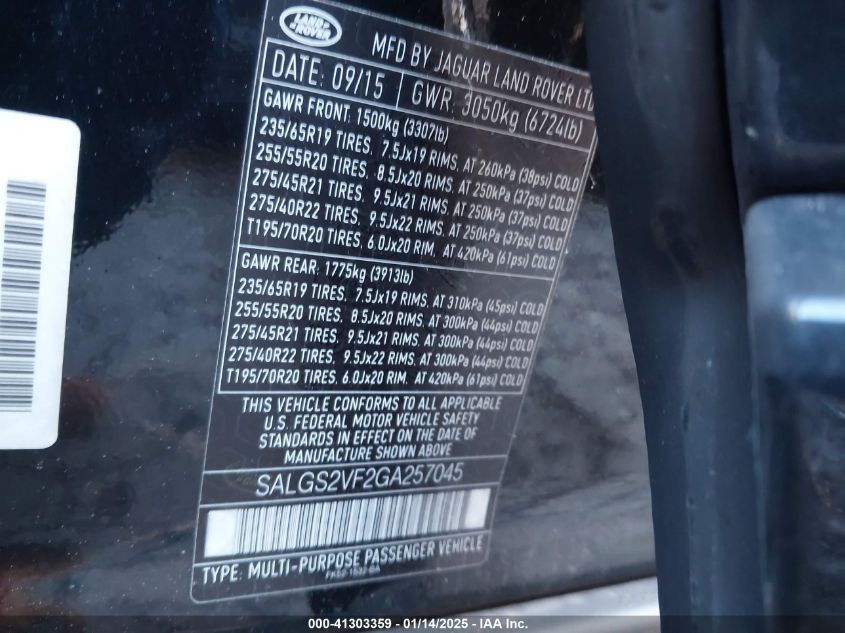 LAND ROVER
MFD BY JAGUAR LAND ROVER LTD
DATE: 09/15 GWR: 3050kg (6724lb)
GAWR FRONT: 1500kg (3307lb)
235/65R19 TIRES, 7.5Jx19 RIMS, AT 260kPa (38psi) COLD
255/55R20 TIRES, 8.5Jx20 RIMS, AT 250kPa (37psi) COLD
275/45R21 TIRES, 9.5Jx21 RIMS, AT 250kPa (37psi) COLD
275/40R22 TIRES, 9.5Jx22 RIMS, AT 250kPa (37psi) COLD
T195/70R20 TIRES, 6.0Jx20 RIM, AT 420kPa (61psi) COLD
GAWR REAR: 1775kg (3913lb)
235/65R19 TIRES, 7.5Jx19 RIMS, AT 310kPa (45psi) COLD
255/55R20 TIRES, 8.5Jx20 RIMS, AT 300kPa (44psi) COLD
275/45R21 TIRES, 9.5Jx21 RIMS, AT 300kPa (44psi) COLD
275/40R22 TIRES, 9.5Jx22 RIMS, AT 300kPa (44psi) COLD
T195/70R20 TIRES, 6.0Jx20 RIM, AT 420kPa (61psi) COLD
THIS VEHICLE CONFORMS TO ALL APPLICABLE
U.S. FEDERAL MOTOR VEHICLE SAFETY
STANDARDS IN EFFECT ON THE DATE OF
MANUFACTURE SHOWN ABOVE
SALGS2VF2GA257045
TYPE: MULTI-PURPOSE PASSENGER VEHICLE
000-41303359 | 01/14/2025 - IAA Inc.